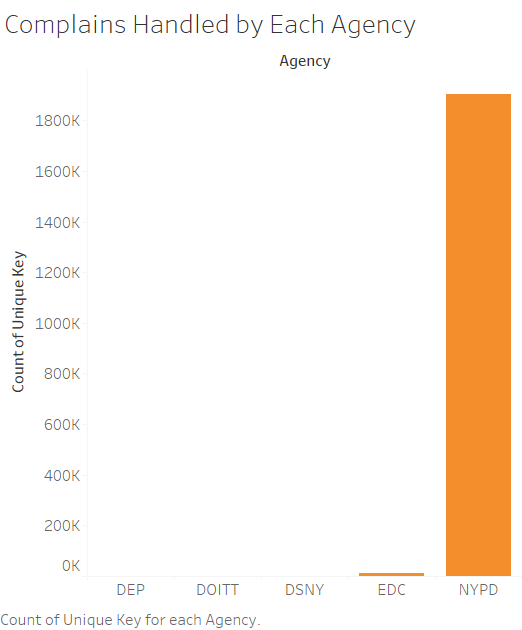 Complains Handled by Each Agency
Agency
Count of Unique Key
1800K
1600K
1400K
1200K
1000K
800K
600K
400K
200K
0K
DEP DOITT DSNY EDC NYPD
Count of Unique Key for each Agency.